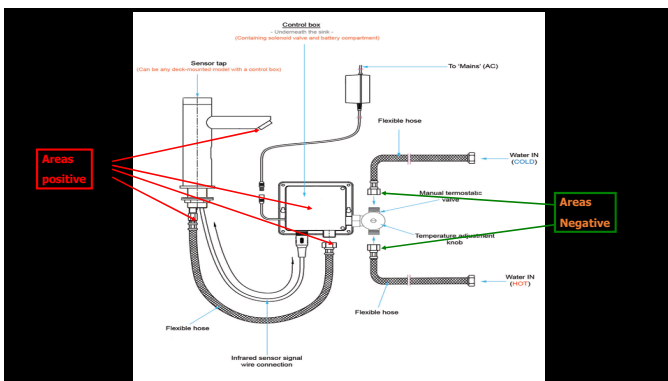 Control box
- Underneath the sink -
(Containing solenoid valve and battery compartment)
Sensor tap
(Can be any deck-mounted model with a control box)
To 'Mains' (AC)
Flexible hose
Water IN
(COLD)
Areas
positive
Manual termostatic
valve
Areas
Negative
Temperature adjustment
knob
Water IN
(HOT)
Flexible hose
Flexible hose
Infrared sensor signal
wire connection